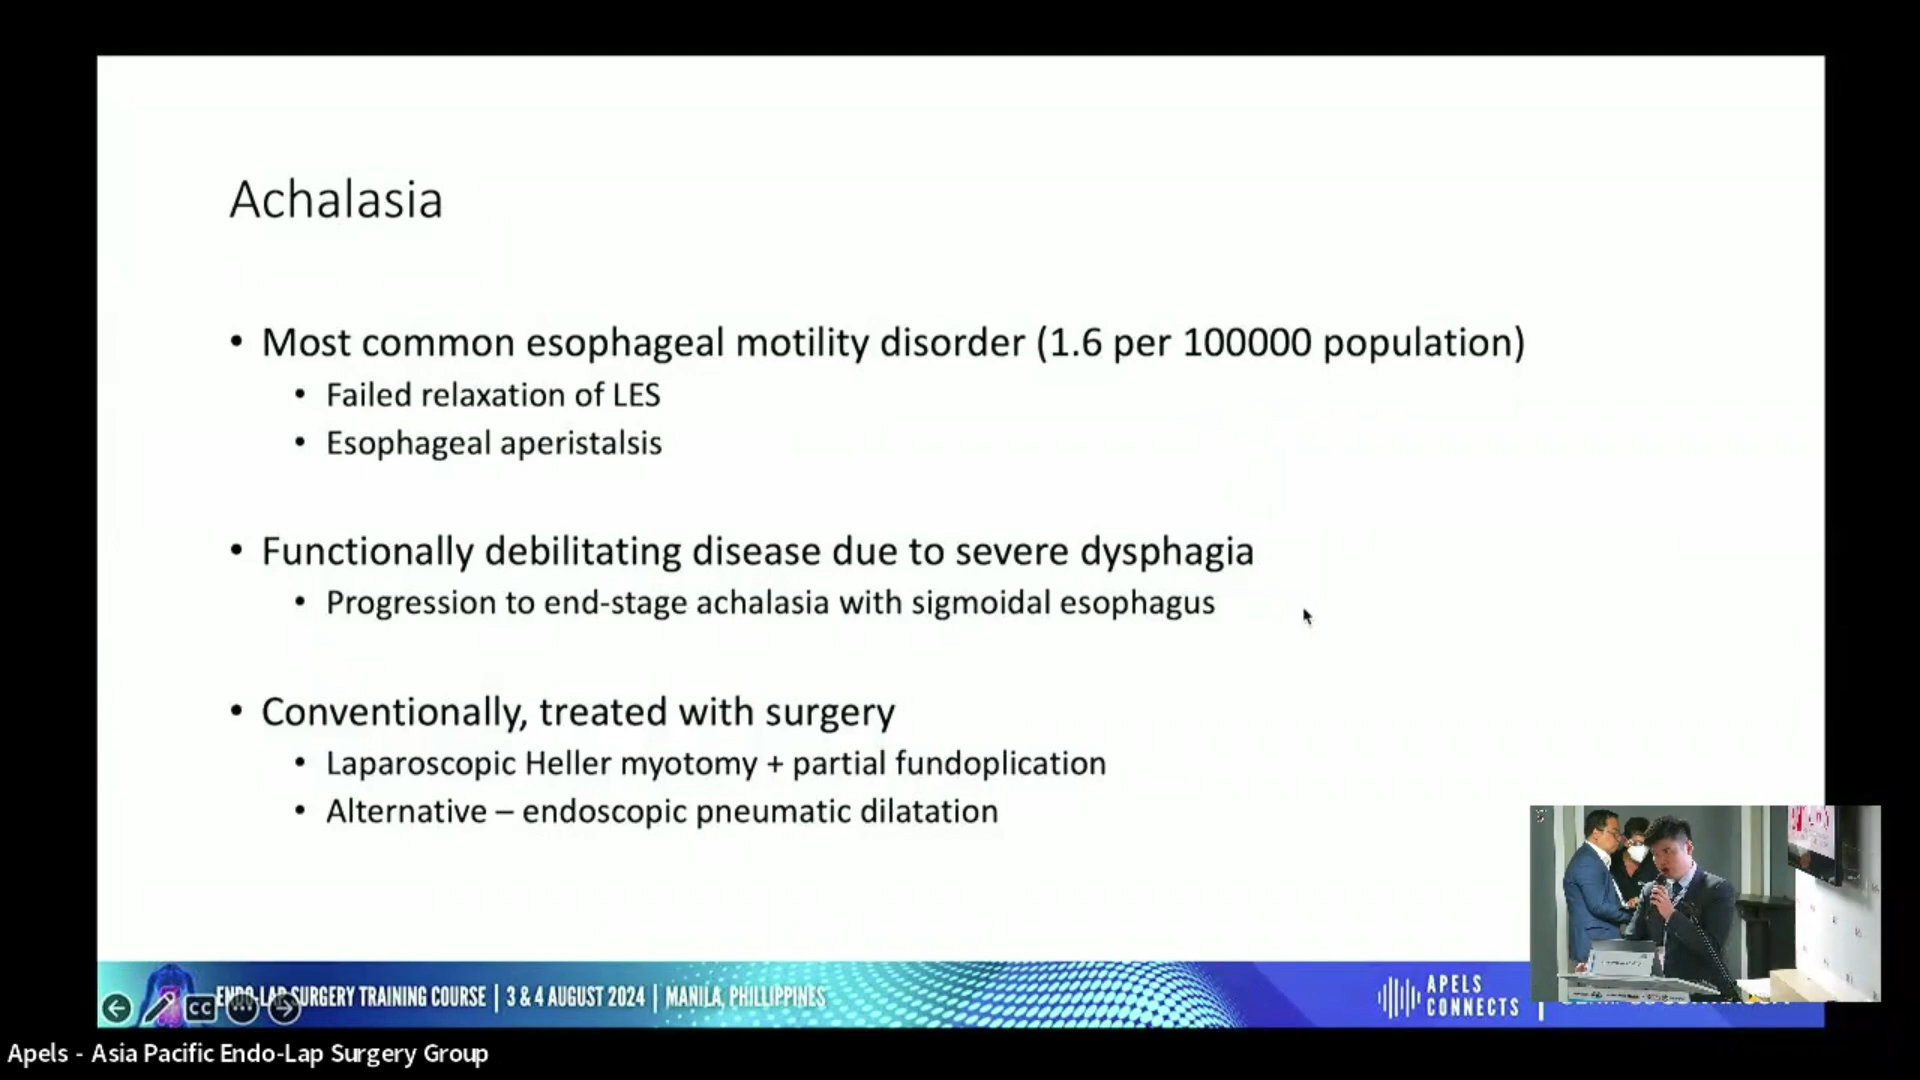 Achalasia
• Most common esophageal motility disorder (1.6 per 100000 population)
• Failed relaxation of LES
• Esophageal aperistalsis
• Functionally debilitating disease due to severe dysphagia
• Progression to end-stage achalasia with sigmoidal esophagus
• Conventionally, treated with surgery
• Laparoscopic Heller myotomy + partial fundoplication
• Alternative – endoscopic pneumatic dilatation
ENDO-LAP SURGERY TRAINING COURSE | 3 & 4 AUGUST 2024 | MANILA, PHILLIPPINES
CC
APELS
CONNECTS
Apels - Asia Pacific Endo-Lap Surgery Group